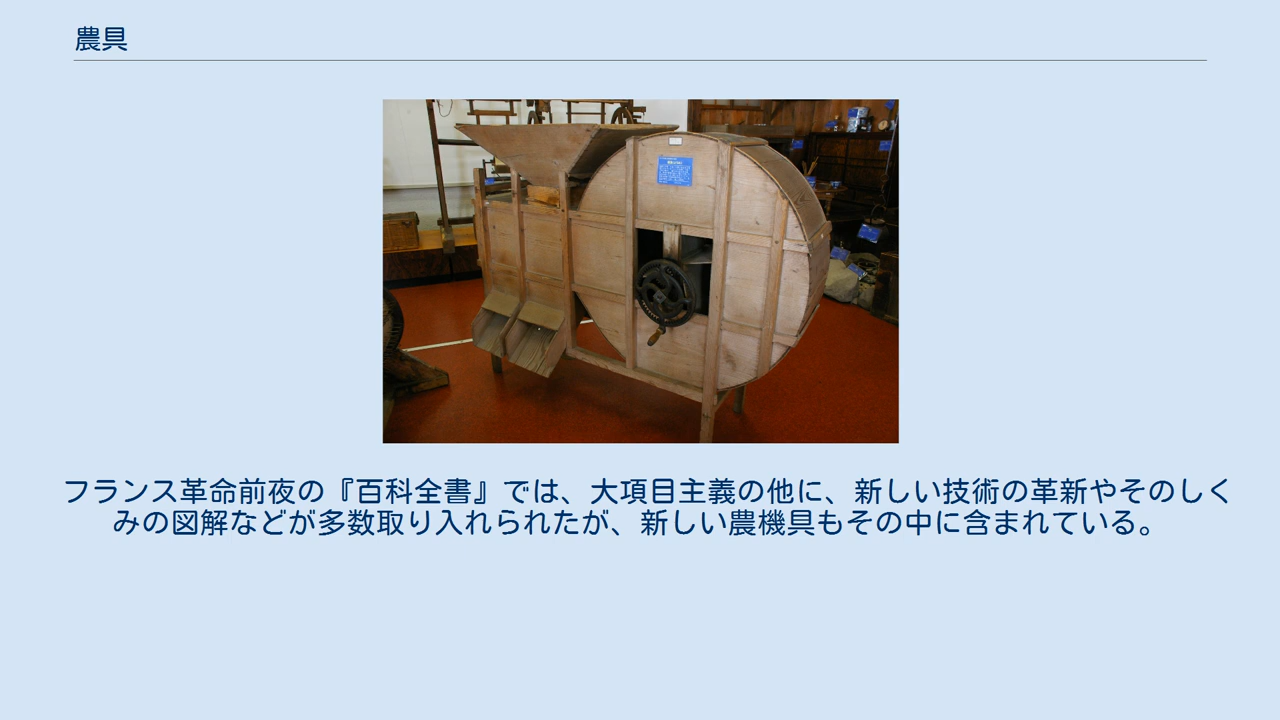 農具
フランス革命前夜の『百科全書』では、大項目主義の他に、新しい技術の革新やそのしく
みの図解などが多数取り入れられたが、新しい農機具もその中に含まれている。